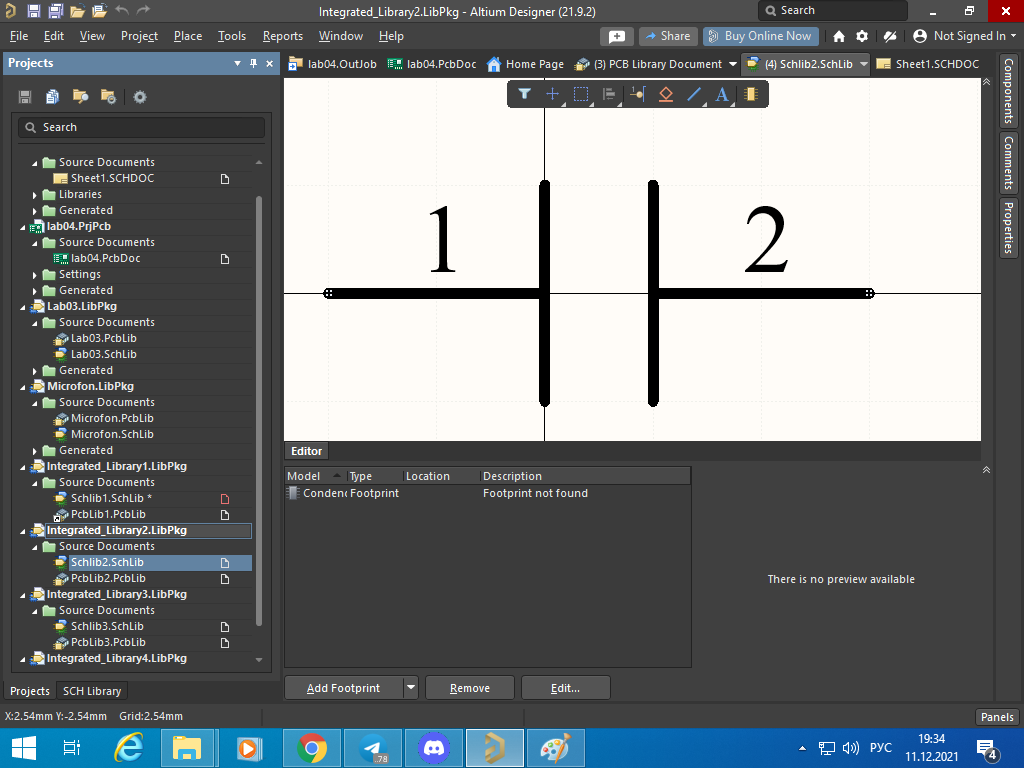 Integrated_Library2.LibPkg - Altium Designer (21.9.2)
Search
File Edit View Project Place Tools Reports Window Help
Share
Buy Online Now
Not Signed In
Projects
lab04.OutJob
lab04.PcbDoc
Home Page
(3) PCB Library Document
(4) Schlib2.SchLib
Sheet1.SCHDOC
Search
Source Documents
Sheet1.SCHDOC
Libraries
Generated
lab04.PrjPcb
Source Documents
lab04.PcbDoc
Settings
Generated
Lab03.LibPkg
Source Documents
Lab03.PcbLib
Lab03.SchLib
Generated
Microfon.LibPkg
Source Documents
Microfon.PcbLib
Microfon.SchLib
Generated
Integrated_Library1.LibPkg
Source Documents
Schlib1.SchLib *
PcbLib1.PcbLib
Integrated_Library2.LibPkg
Source Documents
Schlib2.SchLib
PcbLib2.PcbLib
Integrated_Library3.LibPkg
Source Documents
Schlib3.SchLib
PcbLib3.PcbLib
Integrated_Library4.LibPkg
Projects SCH Library
A
1 2
Components
Comments
Properties
Editor
Model Type Location Description
Conden Footprint Footprint not found
There is no preview available
Add Footprint
Remove
Edit...
X:2.54mm Y:-2.54mm Grid:2.54mm
Panels
.78
РУС
19:34
11.12.2021
4